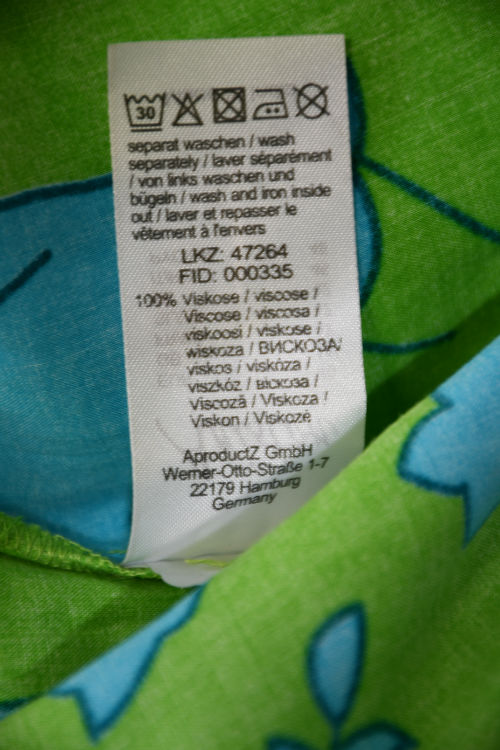 30
separat waschen / wash
separately / laver séparément
/ von links waschen und
bügeln / wash and iron inside
out / laver et repasser le
vêtement à l'envers
LKZ: 47264
FID: 000335
100% Viskose / viscose /
Viscose / viscosa /
viskoosi / viskose /
wiskoza / ВИСКОЗА/
viskos / viskóza /
viszkóz / вискоза /
Viscoză / Viskoza /
Viskon / Viskozė
AproductZ GmbH
Werner-Otto-Straße 1-7
22179 Hamburg
Germany